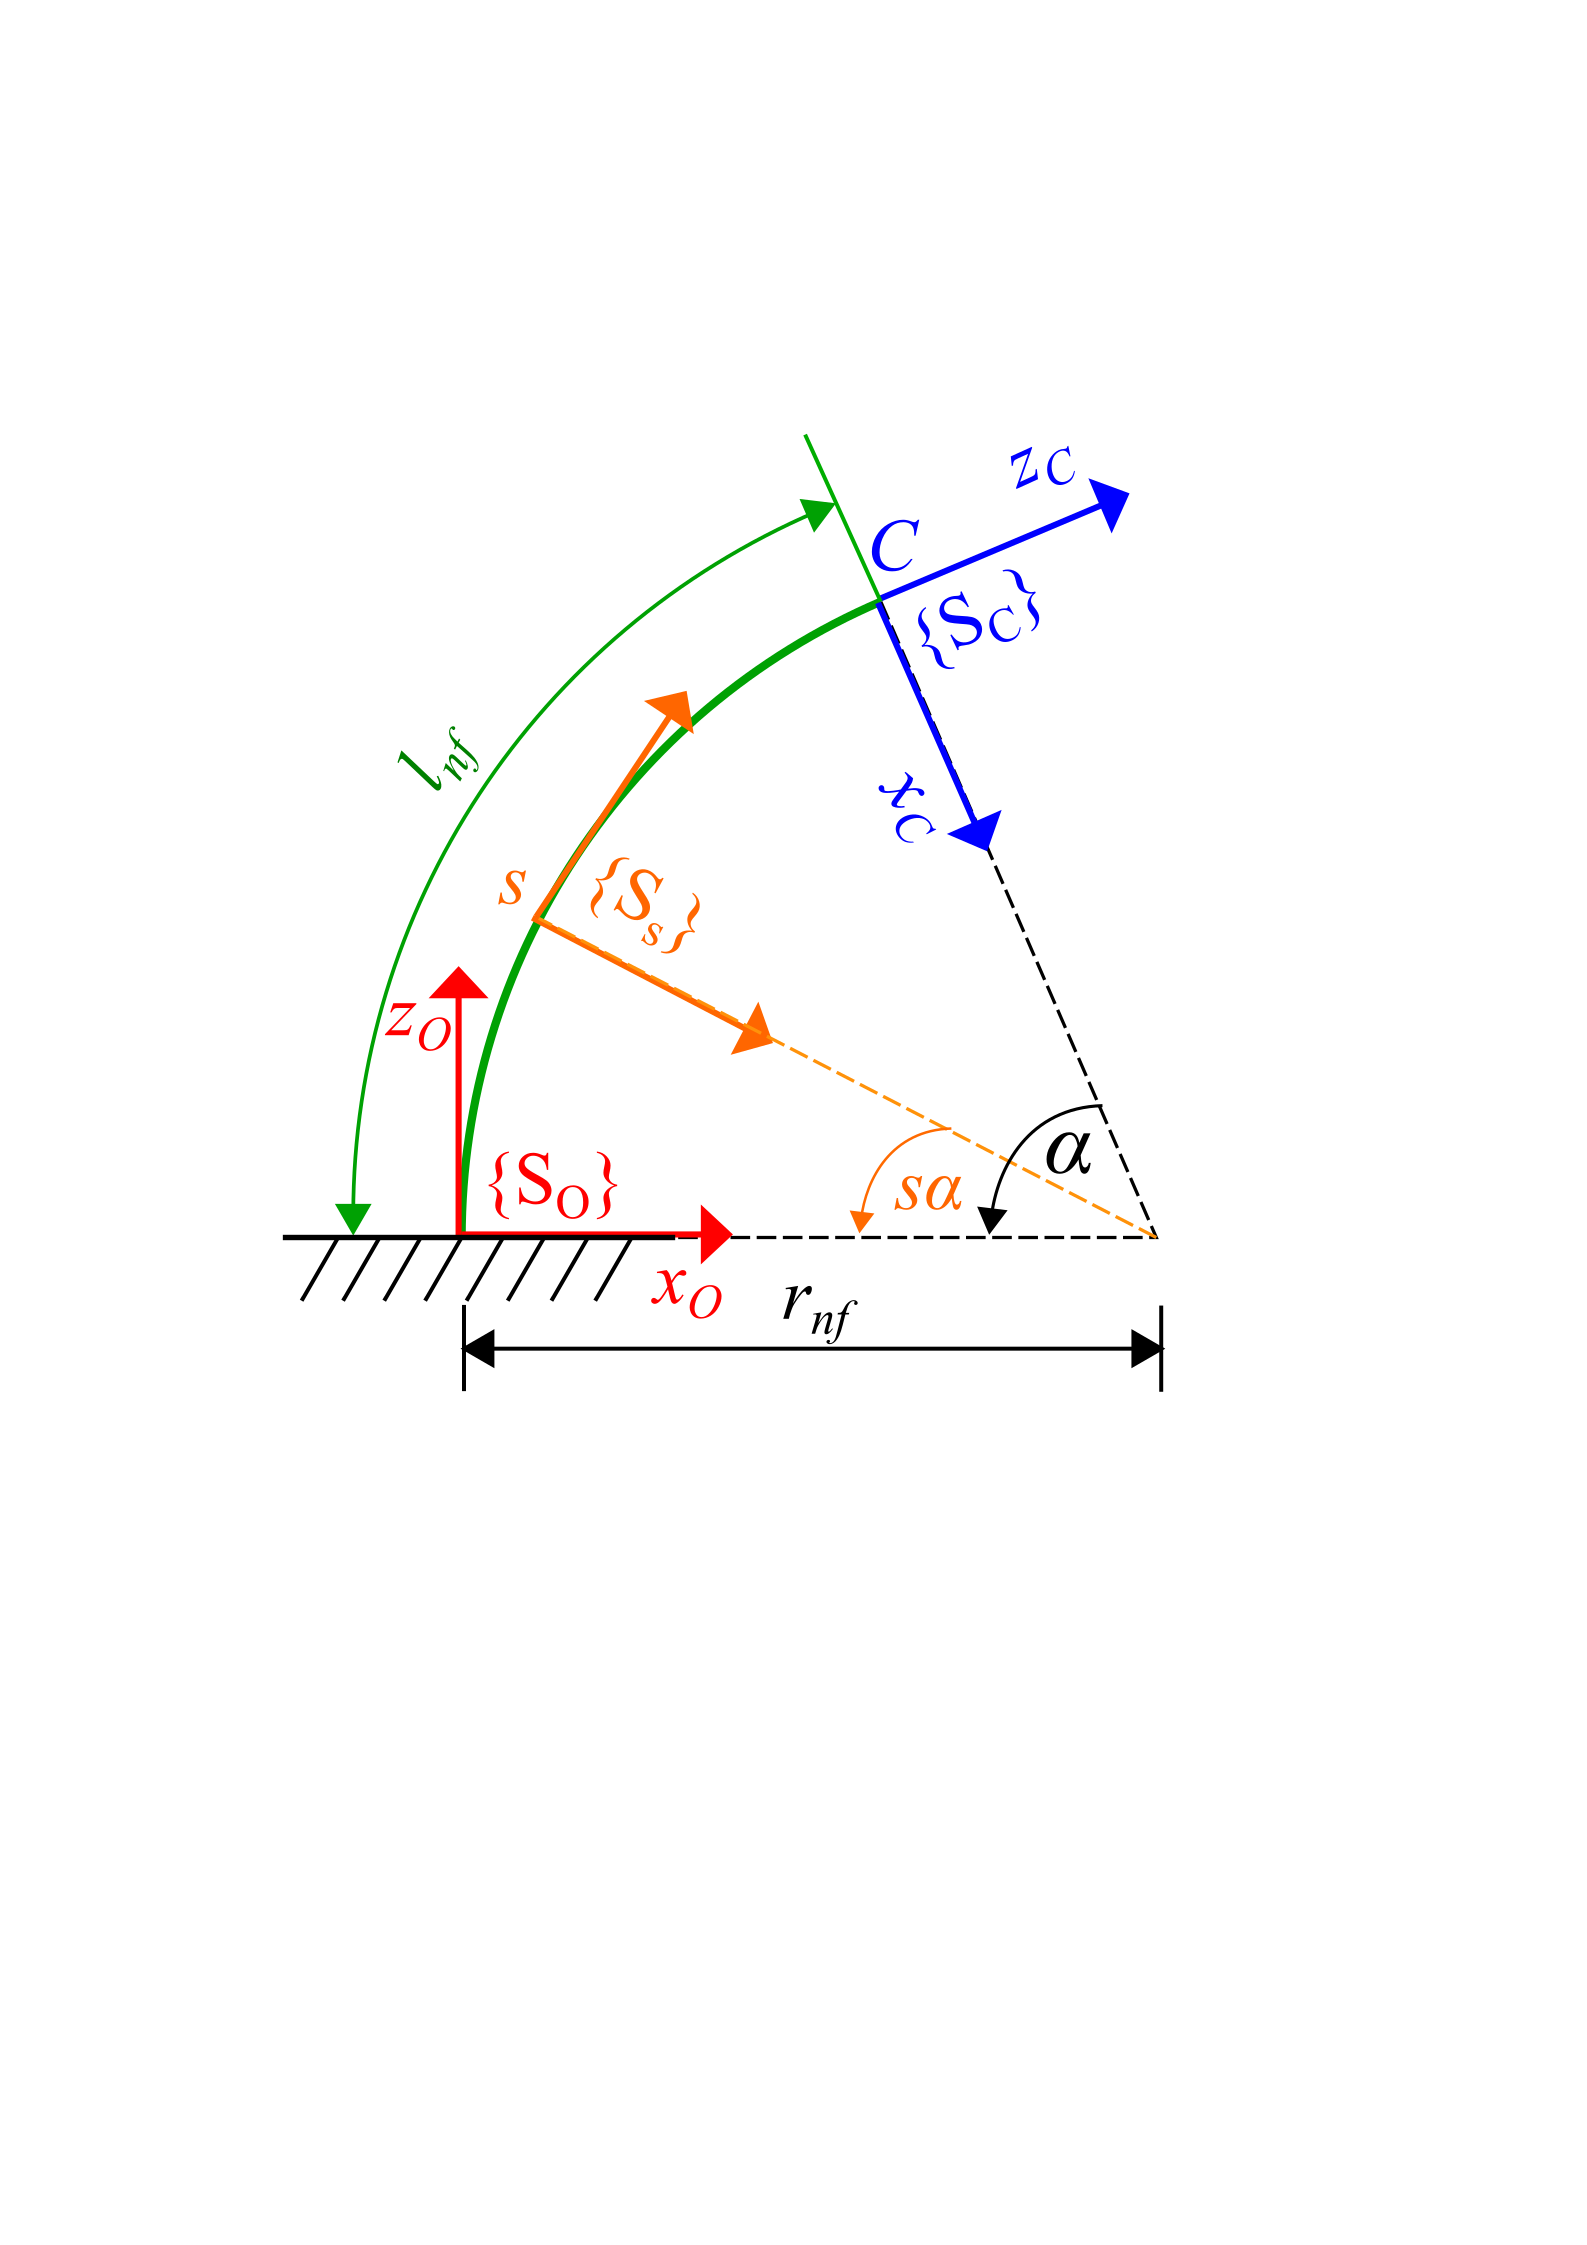 z_C
C
{S_C}
l_nf
x_C
s
{S_s}
z_O
α
{S_O}
sα
x_O
r_nf